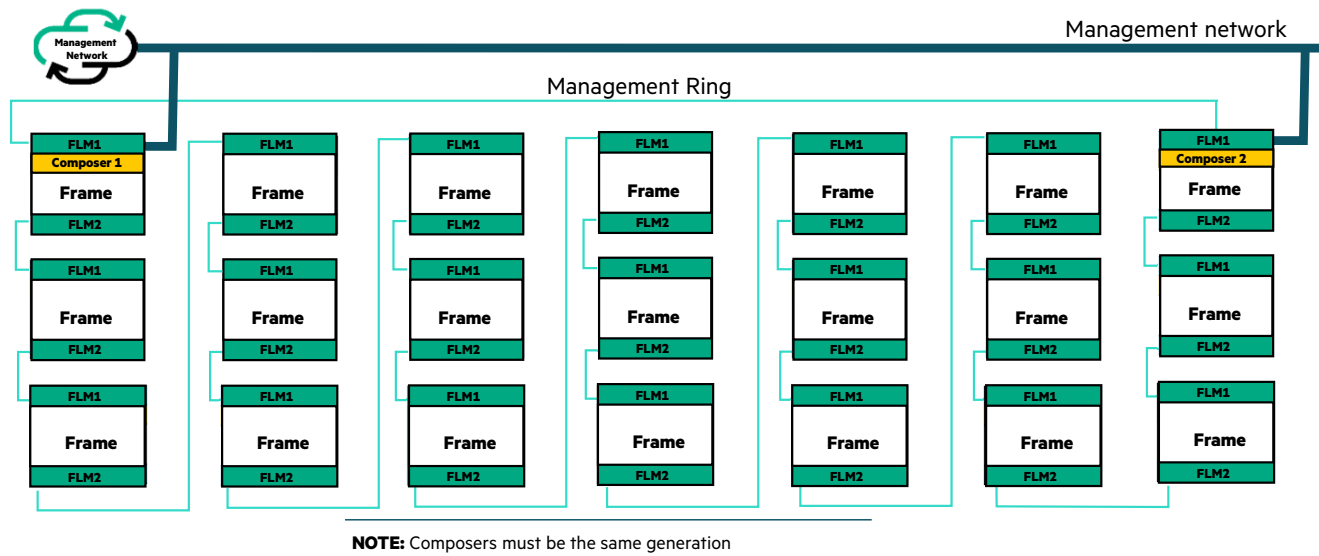 Management
Network
Management network
Management Ring
FLM1
Composer 1
Frame
FLM2
FLM1
Frame
FLM2
FLM1
Frame
FLM2
FLM1
Frame
FLM2
FLM1
Frame
FLM2
FLM1
Frame
FLM2
FLM1
Frame
FLM2
FLM1
Frame
FLM2
FLM1
Frame
FLM2
FLM1
Frame
FLM2
FLM1
Frame
FLM2
FLM1
Frame
FLM2
FLM1
Frame
FLM2
FLM1
Frame
FLM2
FLM1
Frame
FLM2
FLM1
Frame
FLM2
FLM1
Frame
FLM2
FLM1
Frame
FLM2
FLM1
Composer 2
Frame
FLM2
FLM1
Frame
FLM2
FLM1
Frame
FLM2
NOTE: Composers must be the same generation